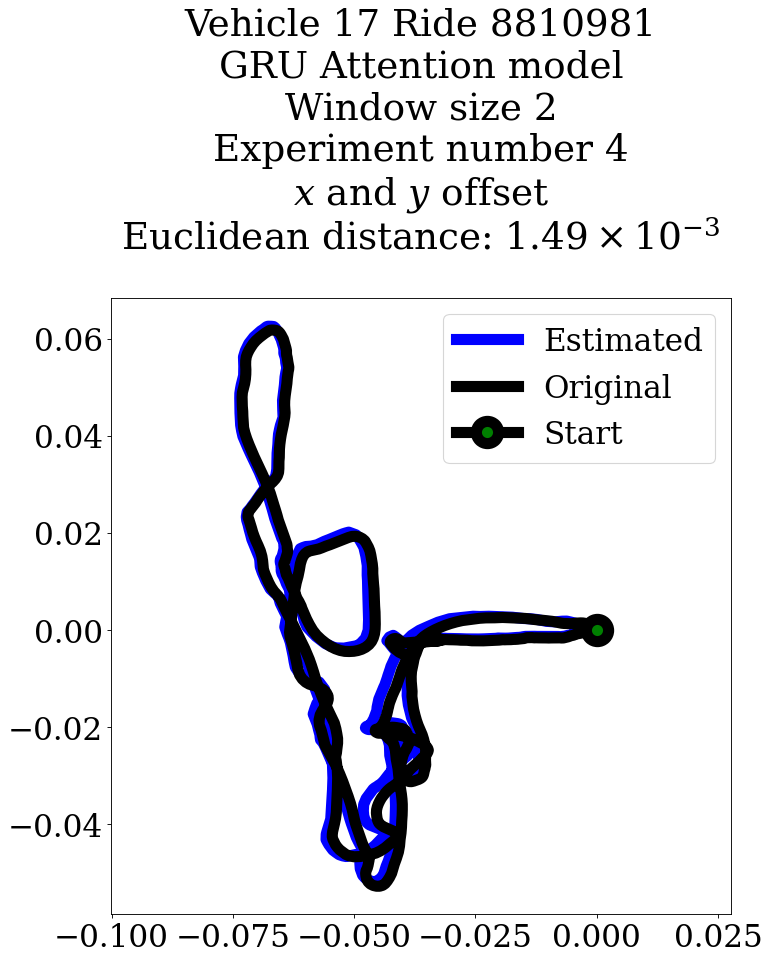 Vehicle 17 Ride 8810981
GRU Attention model
Window size 2
Experiment number 4
x and y offset
Euclidean distance: 1.49 × 10⁻³
Estimated
Original
Start
0.06
0.04
0.02
0.00
−0.02
−0.04
−0.100 −0.075 −0.050 −0.025 0.000 0.025